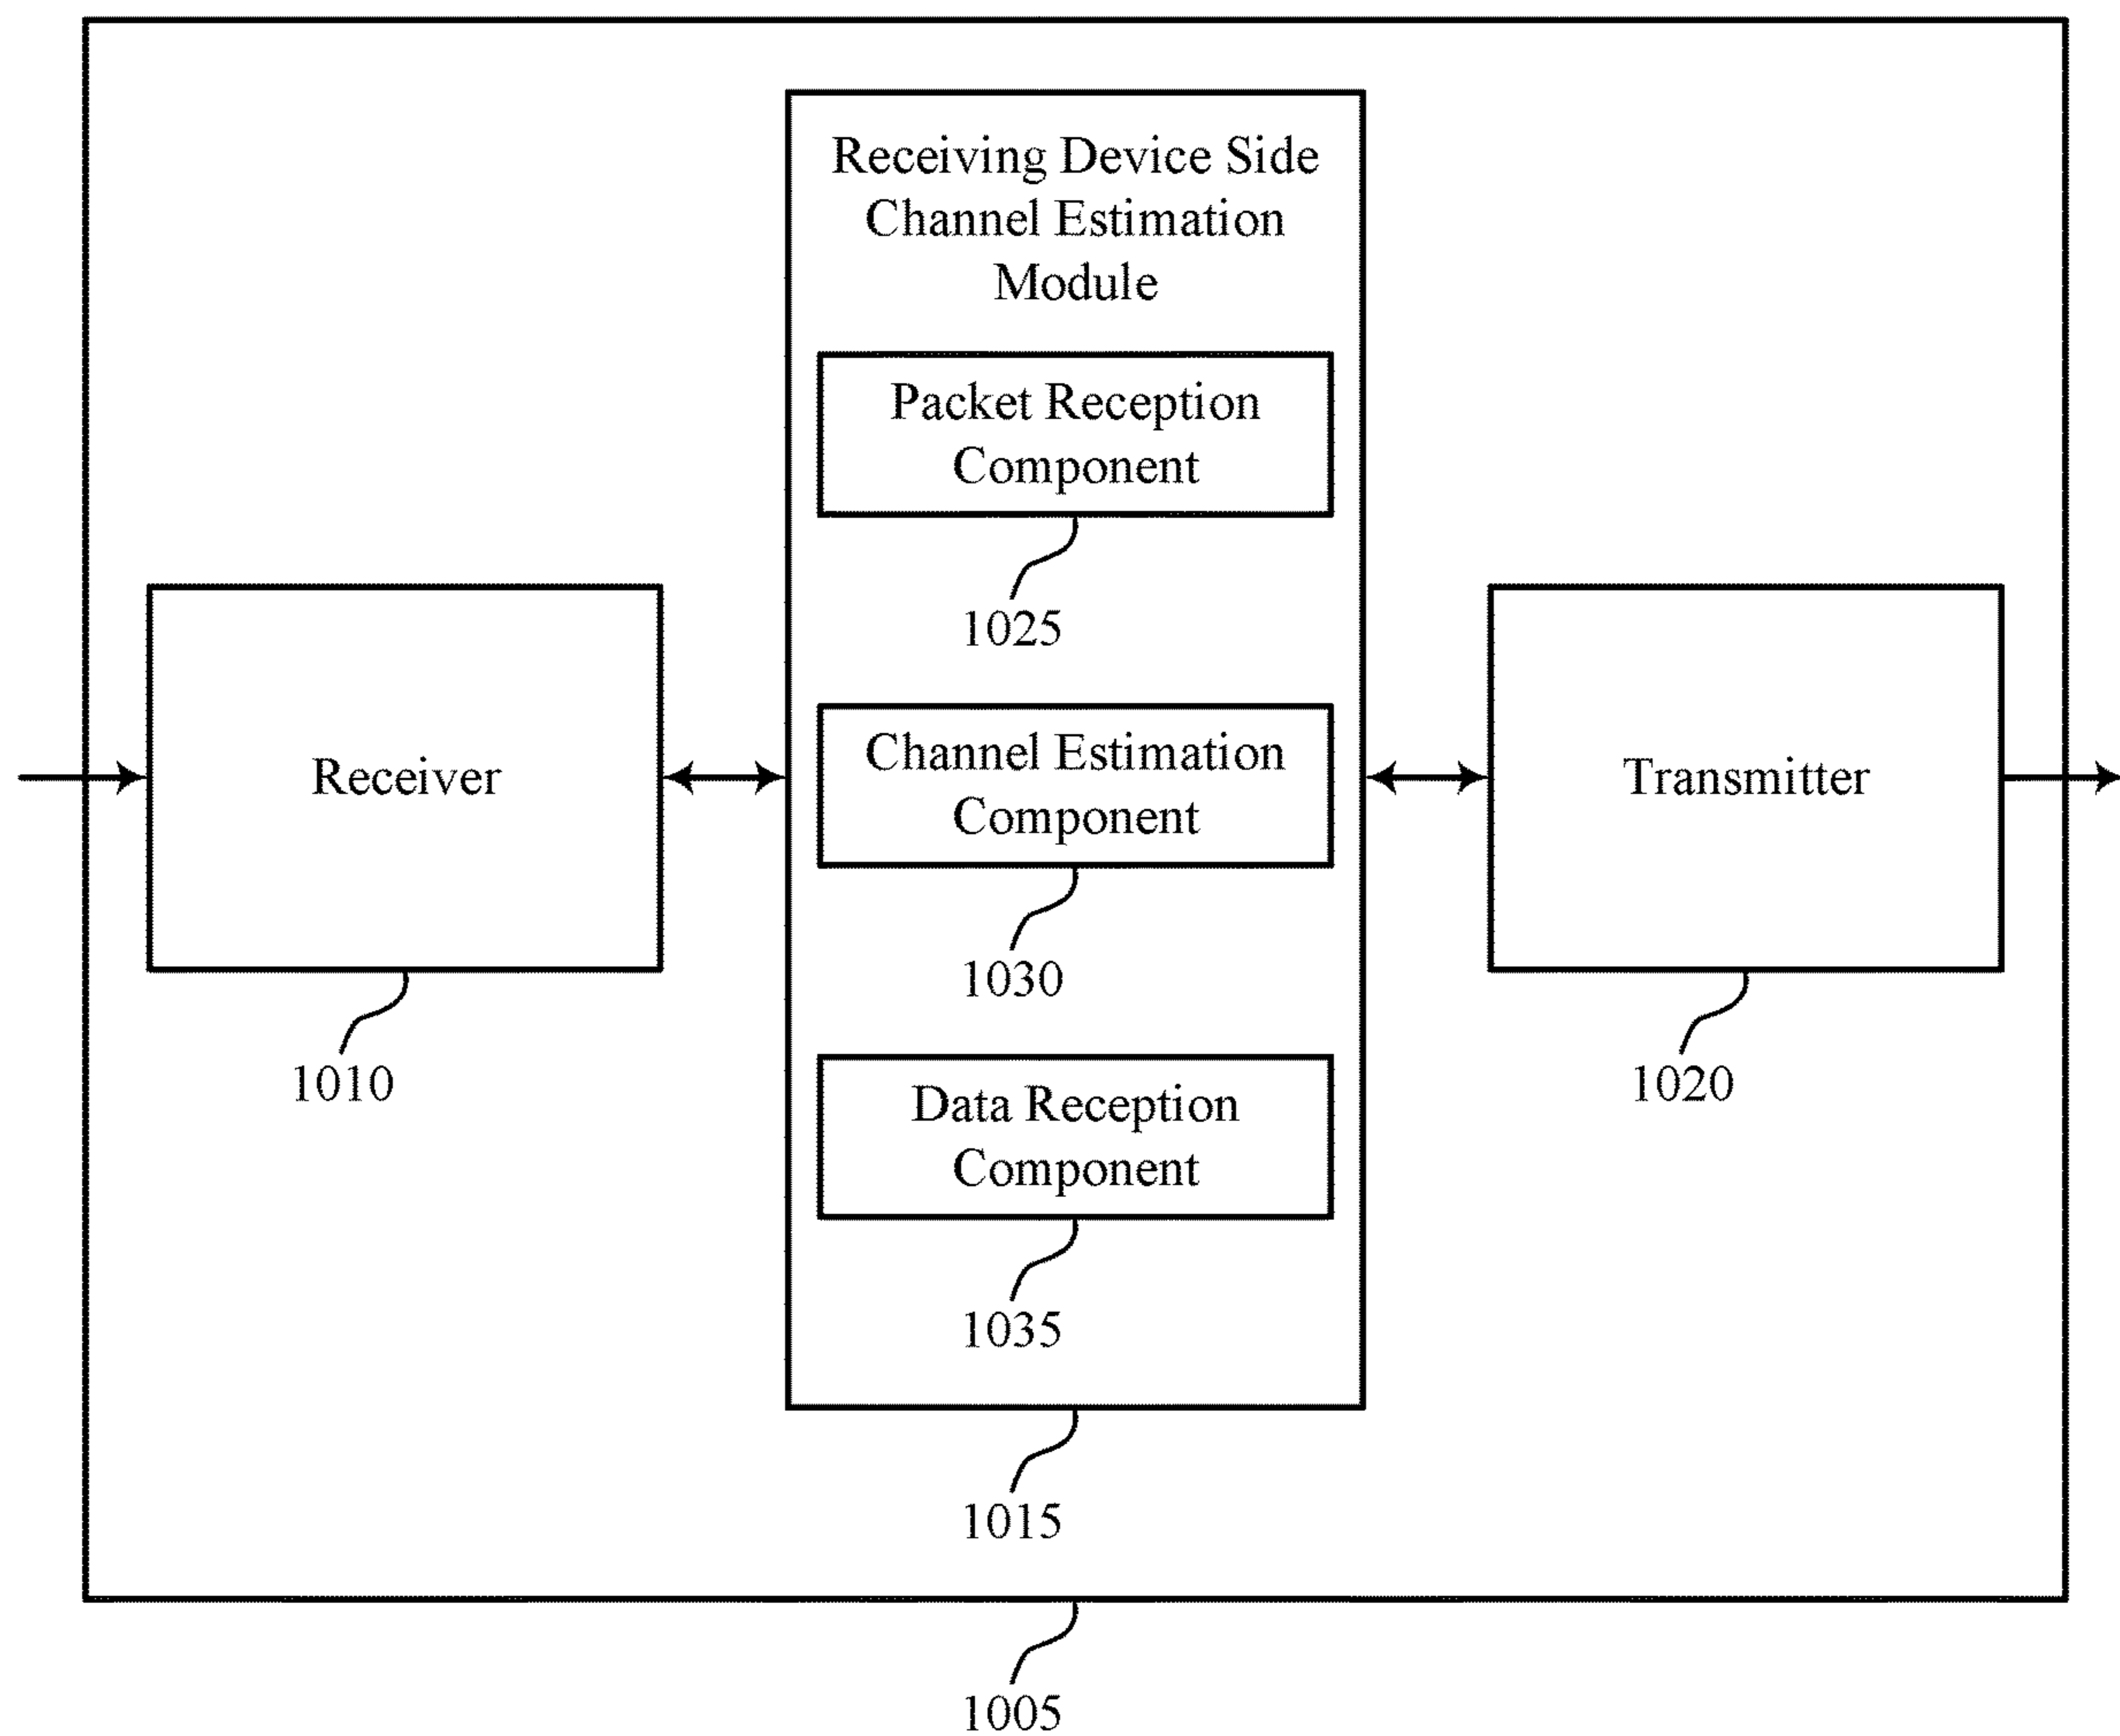 Receiving Device Side
Channel Estimation
Module
Packet Reception
Component
1025
Receiver
1010
Channel Estimation
Component
1030
Transmitter
1020
Data Reception
Component
1035
1015
1005